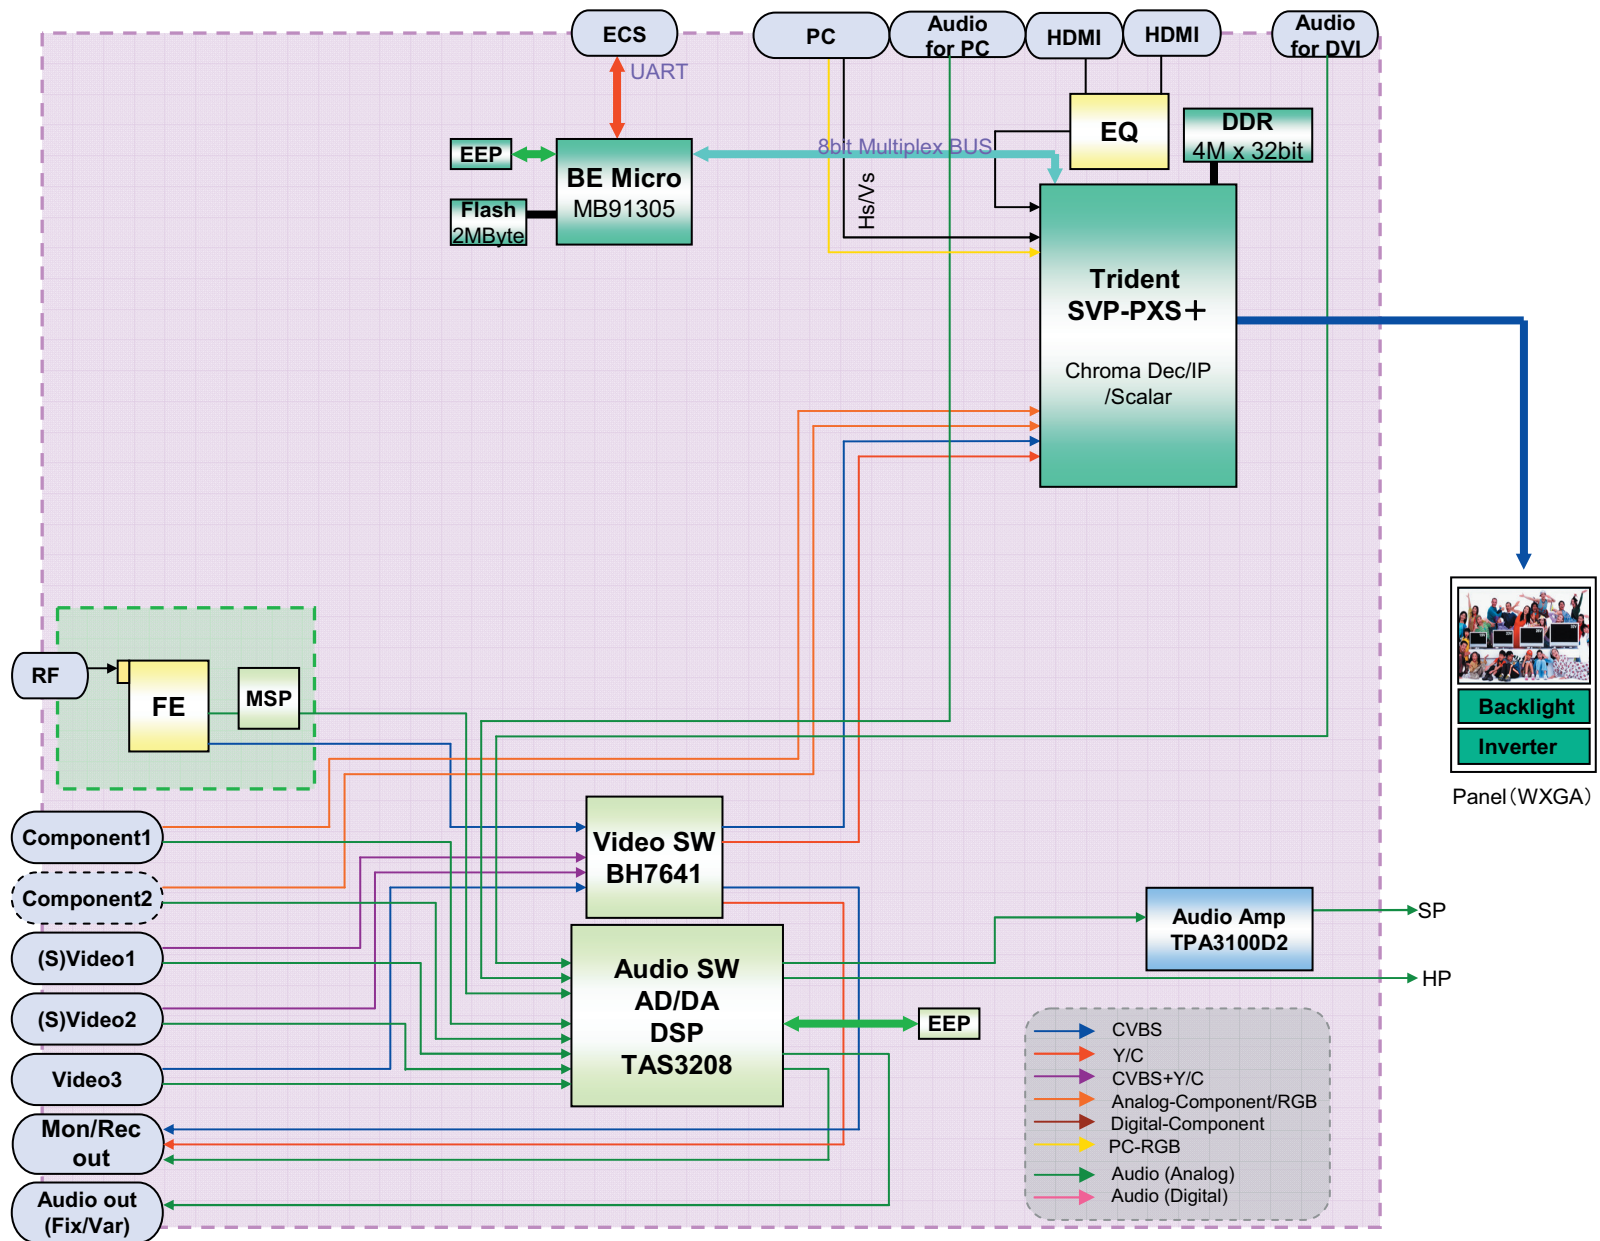 ECS
PC
Audio
for PC
HDMI
HDMI
Audio
for DVI
UART
EEP
BE Micro
MB91305
Flash
2MByte
8bit Multiplex BUS
Hs/Vs
EQ
DDR
4M x 32bit
Trident
SVP-PXS+
Chroma Dec/IP
/Scalar
RF
FE
MSP
Backlight
Inverter
Panel(WXGA)
Component1
Component2
(S)Video1
(S)Video2
Video3
Mon/Rec
out
Audio out
(Fix/Var)
Video SW
BH7641
Audio SW
AD/DA
DSP
TAS3208
EEP
Audio Amp
TPA3100D2
SP
HP
CVBS
Y/C
CVBS+Y/C
Analog-Component/RGB
Digital-Component
PC-RGB
Audio (Analog)
Audio (Digital)